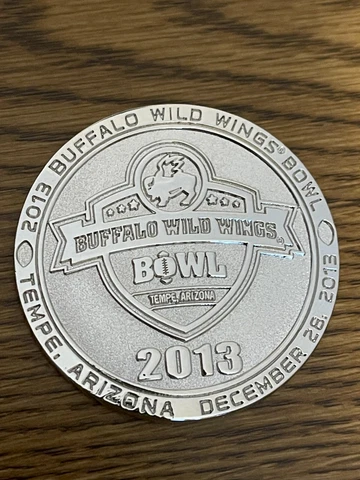 2013 BUFFALO WILD WINGS® BOWL
BUFFALO WILD WINGS
BOWL
TEMPE, ARIZONA
2013
TEMPE, ARIZONA DECEMBER 28, 2013